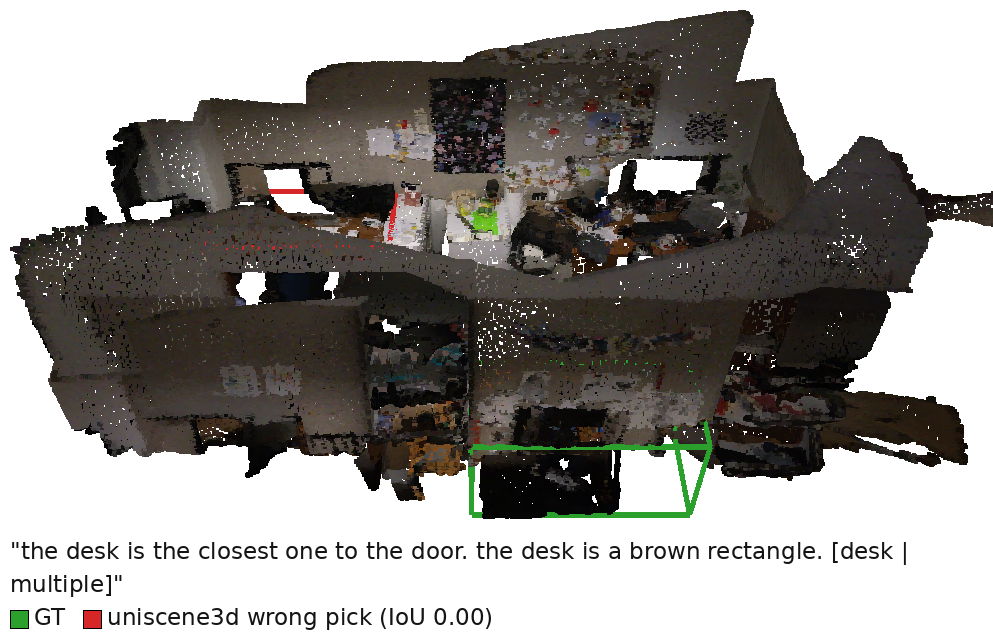 "the desk is the closest one to the door. the desk is a brown rectangle. [desk |
multiple]"
GT uniscene3d wrong pick (IoU 0.00)